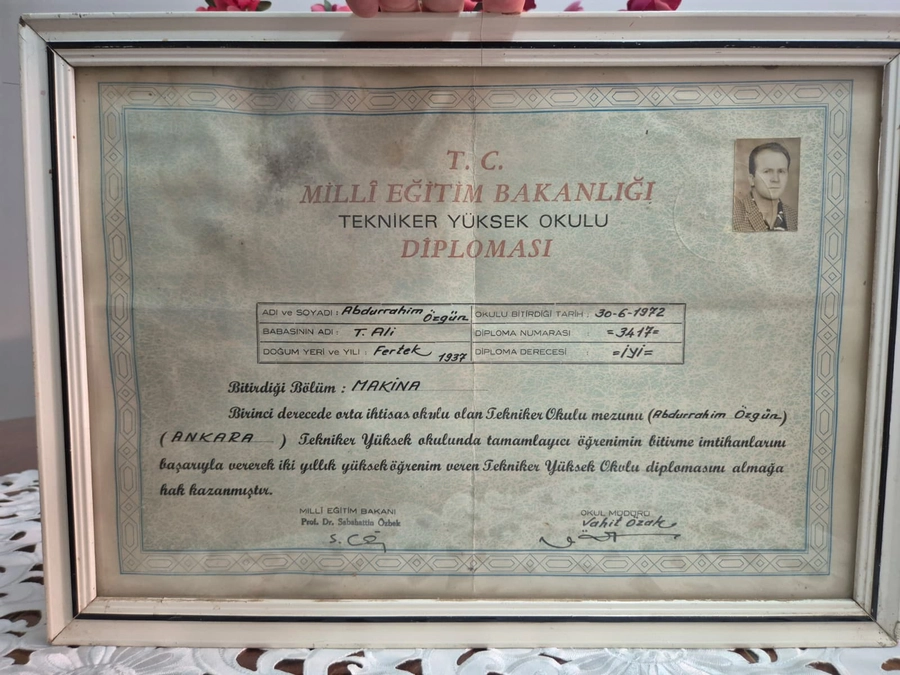 T. C.
MİLLÎ EĞİTİM BAKANLIĞI
TEKNİKER YÜKSEK OKULU
DİPLOMASI
ADI ve SOYADI : Abdurrahim Özgün
OKULU BİTİRDİĞİ TARİH : 30-6-1972
BABASININ ADI : T. Ali
DİPLOMA NUMARASI : =3417=
DOĞUM YERİ ve YILI : Fertek 1937
DİPLOMA DERECESİ : =İyi=
Bitirdiği Bölüm : MAKİNA
Birinci derecede orta ihtisas okulu olan Tekniker Okulu mezunu (Abdurrahim Özgün)
( ANKARA ) Tekniker Yüksek okulunda tamamlayıcı öğrenimin bitirme imtihanlarını
başarıyla vererek iki yıllık yüksek öğrenim veren Tekniker Yüksek Okulu diplomasını almağa
hak kazanmıştır.
MİLLİ EĞİTİM BAKANI
Prof. Dr. Sabahattin Özbek
OKUL MÜDÜRÜ
Vahit Özak